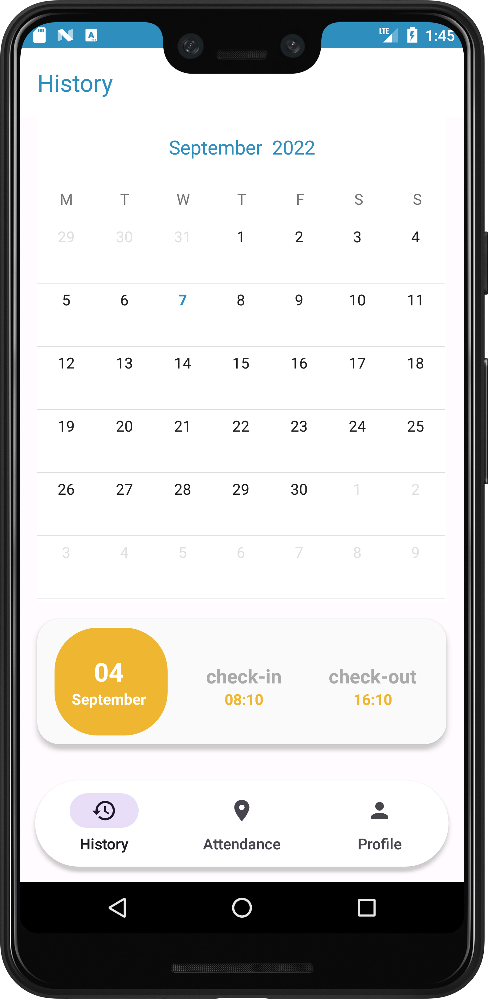 LTE 1:45
History
September 2022
M T W T F S S
29 30 31 1 2 3 4
5 6 7 8 9 10 11
12 13 14 15 16 17 18
19 20 21 22 23 24 25
26 27 28 29 30 1 2
3 4 5 6 7 8 9
04
September
check-in
08:10
check-out
16:10
History Attendance Profile